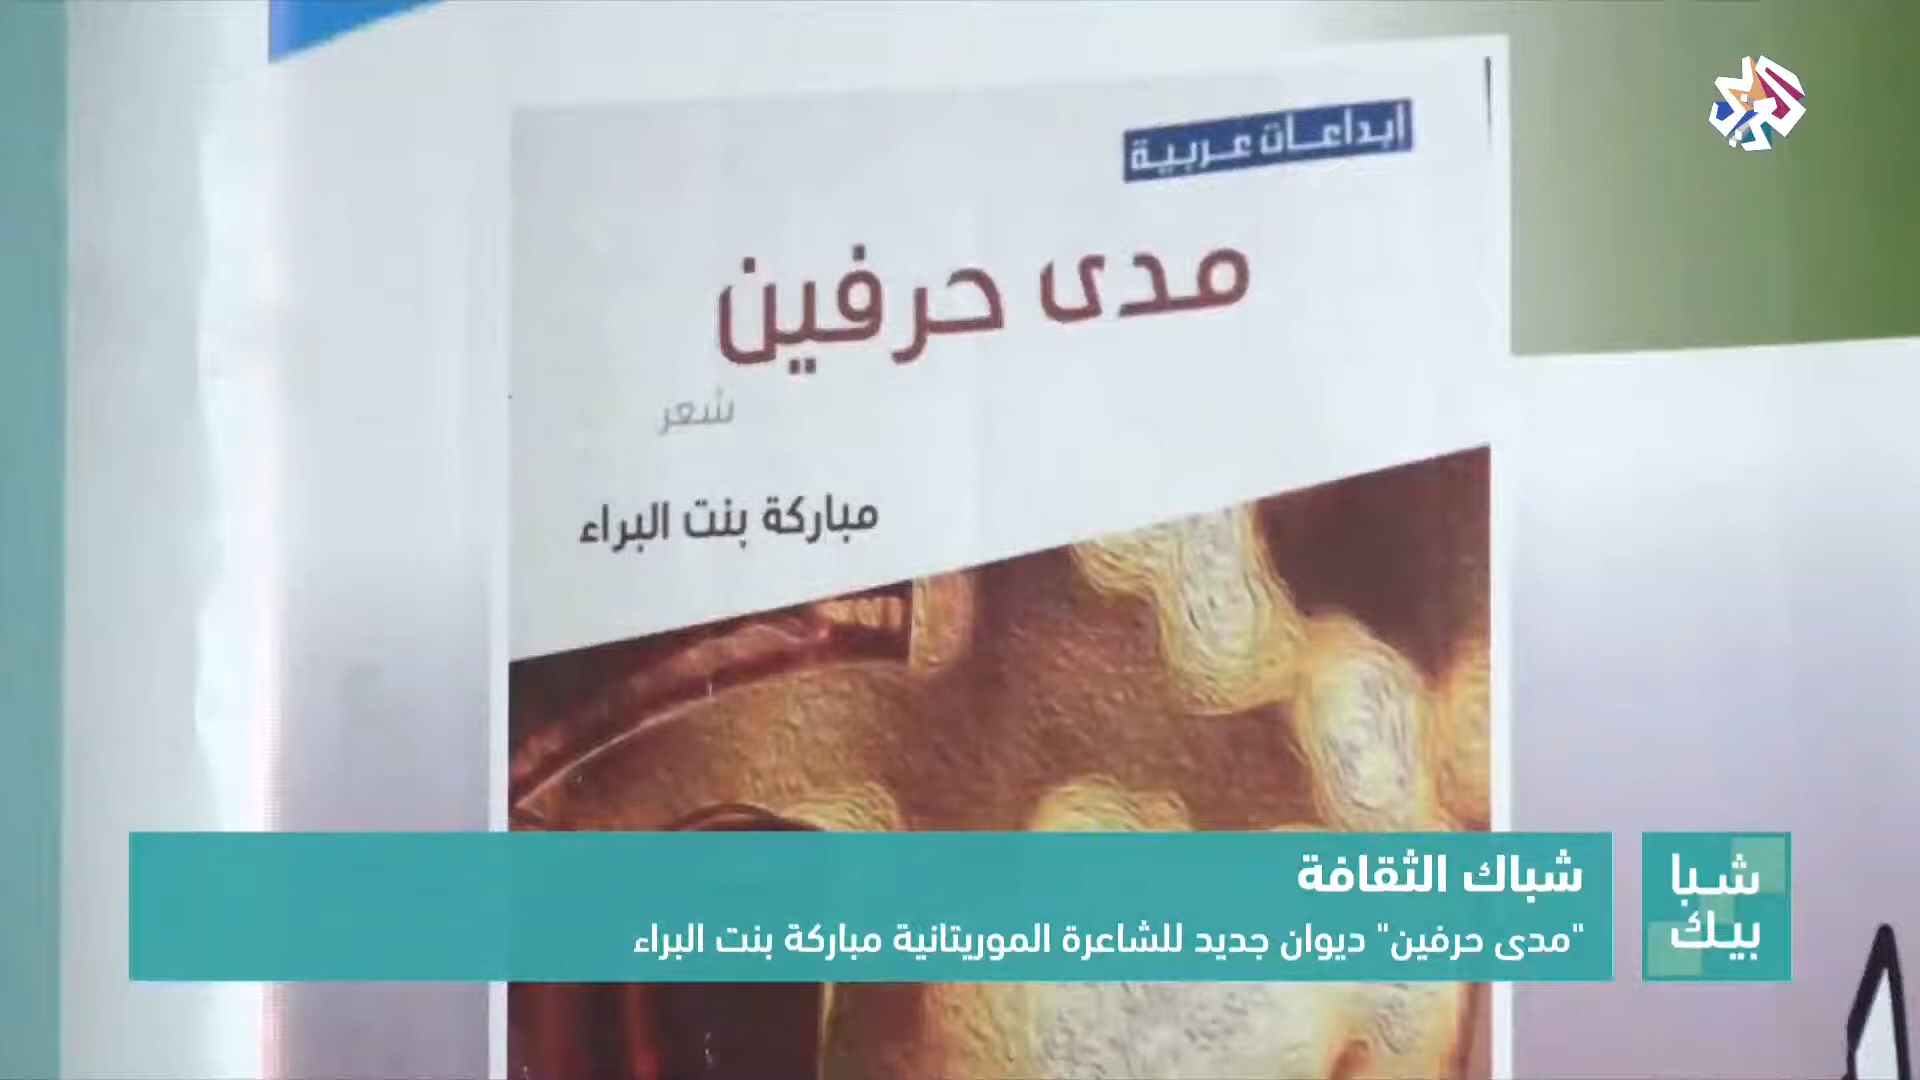 إبداعات عربية
مدى حرفين
شعر
مباركة بنت البراء
شباك الثقافة
"مدى حرفين" ديوان جديد للشاعرة الموريتانية مباركة بنت البراء
شبا
بيك